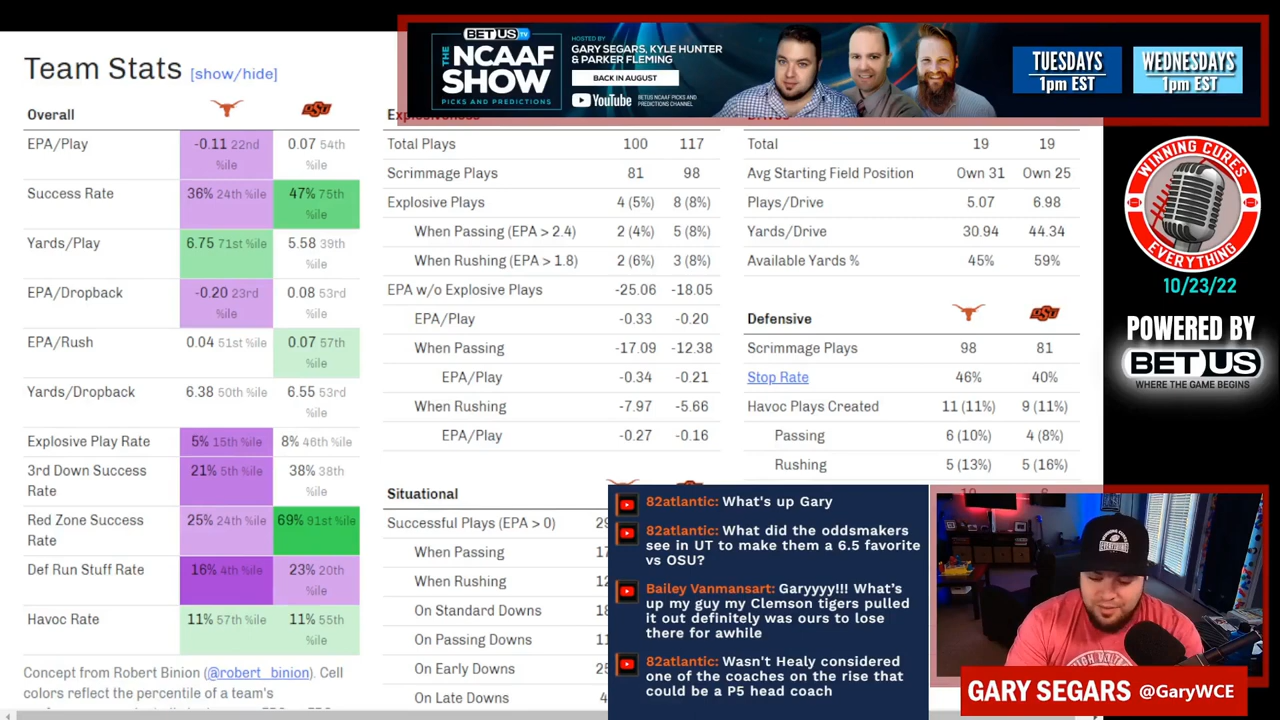 Team Stats [show/hide]
BETUS TV
THE NCAAF SHOW
PICKS AND PREDICTIONS
HOSTED BY
GARY SEGARS, KYLE HUNTER
& PARKER FLEMING
BACK IN AUGUST
YouTube BETUS NCAAF PICKS AND PREDICTIONS CHANNEL
TUESDAYS
1pm EST
WEDNESDAYS
1pm EST
Overall
EPA/Play -0.11 22nd %ile 0.07 54th %ile
Success Rate 36% 24th %ile 47% 75th %ile
Yards/Play 6.75 71st %ile 5.58 39th %ile
EPA/Dropback -0.20 23rd %ile 0.08 53rd %ile
EPA/Rush 0.04 51st %ile 0.07 57th %ile
Yards/Dropback 6.38 50th %ile 6.55 53rd %ile
Explosive Play Rate 5% 15th %ile 8% 46th %ile
3rd Down Success Rate 21% 5th %ile 38% 38th %ile
Red Zone Success Rate 25% 24th %ile 69% 91st %ile
Def Run Stuff Rate 16% 4th %ile 23% 20th %ile
Havoc Rate 11% 57th %ile 11% 55th %ile
Concept from Robert Binion (@robert_binion). Cell
colors reflect the percentile of a team's
Total Plays 100 117
Scrimmage Plays 81 98
Explosive Plays 4 (5%) 8 (8%)
When Passing (EPA > 2.4) 2 (4%) 5 (8%)
When Rushing (EPA > 1.8) 2 (6%) 3 (8%)
EPA w/o Explosive Plays -25.06 -18.05
EPA/Play -0.33 -0.20
When Passing -17.09 -12.38
EPA/Play -0.34 -0.21
When Rushing -7.97 -5.66
EPA/Play -0.27 -0.16
Situational
Successful Plays (EPA > 0)
When Passing
When Rushing
On Standard Downs
On Passing Downs
On Early Downs
On Late Downs
Total 19 19
Avg Starting Field Position Own 31 Own 25
Plays/Drive 5.07 6.98
Yards/Drive 30.94 44.34
Available Yards % 45% 59%
Defensive
Scrimmage Plays 98 81
Stop Rate 46% 40%
Havoc Plays Created 11 (11%) 9 (11%)
Passing 6 (10%) 4 (8%)
Rushing 5 (13%) 5 (16%)
82atlantic: What's up Gary
82atlantic: What did the oddsmakers
see in UT to make them a 6.5 favorite
vs OSU?
Bailey Vanmansart: Garyyyy!!! What's
up my guy my Clemson tigers pulled
it out definitely was ours to lose
there for awhile
82atlantic: Wasn't Healy considered
one of the coaches on the rise that
could be a P5 head coach
WINNING CURES
EVERYTHING
10/23/22
POWERED BY
BETUS
WHERE THE GAME BEGINS
GARY SEGARS @GaryWCE